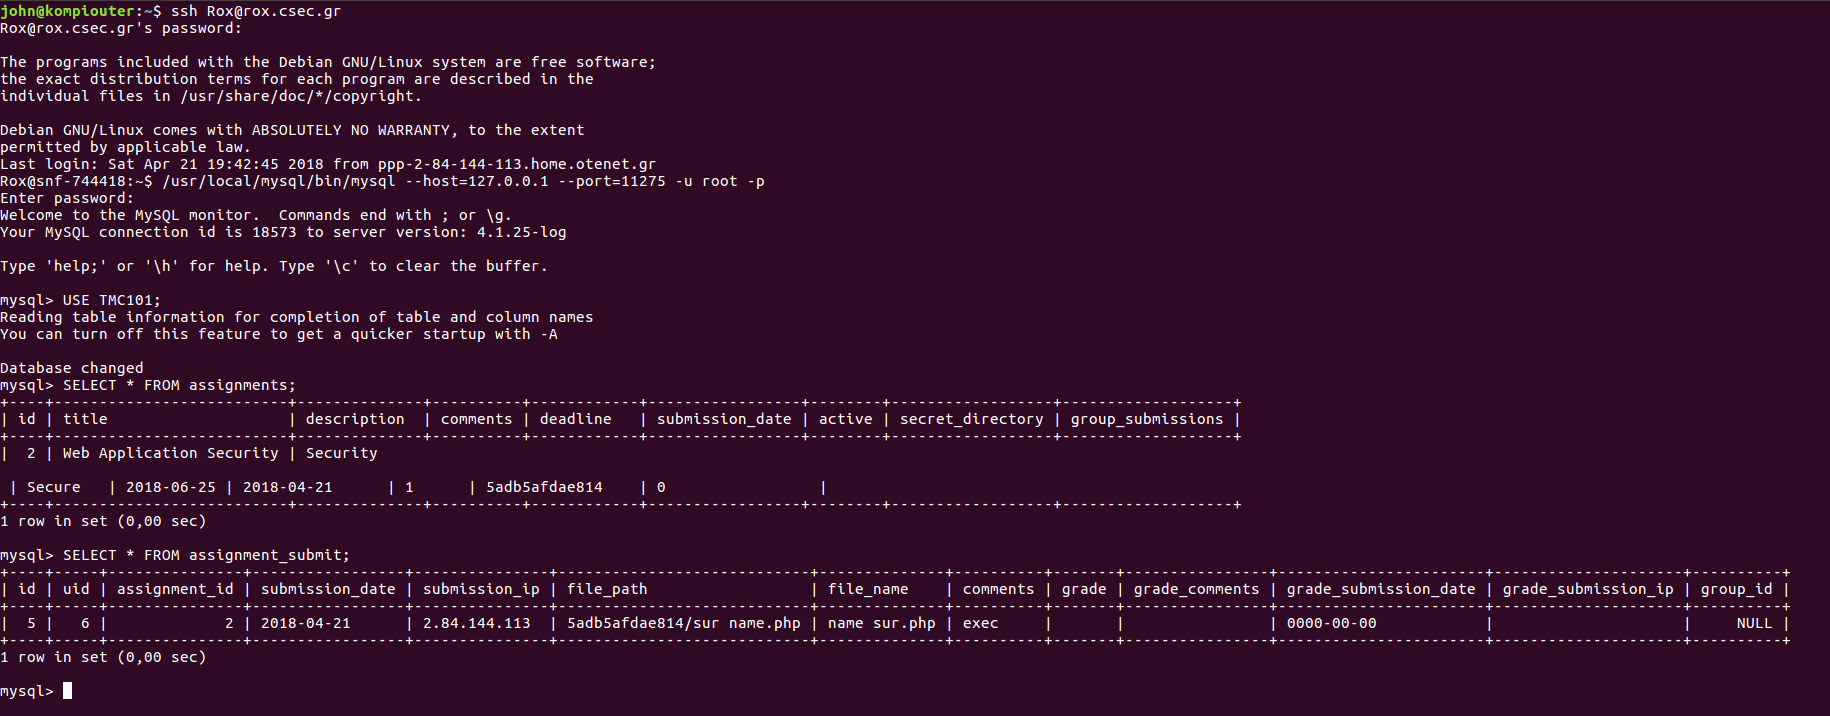 john@kompiouter:~$ ssh Rox@rox.csec.gr
Rox@rox.csec.gr's password:
The programs included with the Debian GNU/Linux system are free software;
the exact distribution terms for each program are described in the
individual files in /usr/share/doc/*/copyright.
Debian GNU/Linux comes with ABSOLUTELY NO WARRANTY, to the extent
permitted by applicable law.
Last login: Sat Apr 21 19:42:45 2018 from ppp-2-84-144-113.home.otenet.gr
Rox@snf-744418:~$ /usr/local/mysql/bin/mysql --host=127.0.0.1 --port=11275 -u root -p
Enter password:
Welcome to the MySQL monitor.  Commands end with ; or \g.
Your MySQL connection id is 18573 to server version: 4.1.25-log
Type 'help;' or '\h' for help. Type '\c' to clear the buffer.
mysql> USE TMC101;
Reading table information for completion of table and column names
You can turn off this feature to get a quicker startup with -A
Database changed
mysql> SELECT * FROM assignments;
+----+--------------------------+--------------+----------+------------+-----------------+--------+------------------+-------------------+
| id | title                    | description  | comments | deadline   | submission_date | active | secret_directory | group_submissions |
+----+--------------------------+--------------+----------+------------+-----------------+--------+------------------+-------------------+
|  2 | Web Application Security | Security
 | Secure   | 2018-06-25 | 2018-04-21      | 1      | 5adb5afdae814    | 0                 |
+----+--------------------------+--------------+----------+------------+-----------------+--------+------------------+-------------------+
1 row in set (0,00 sec)
mysql> SELECT * FROM assignment_submit;
+----+-----+---------------+-----------------+---------------+----------------------------+--------------+----------+-------+----------------+-----------------------+---------------------+----------+
| id | uid | assignment_id | submission_date | submission_ip | file_path                  | file_name    | comments | grade | grade_comments | grade_submission_date | grade_submission_ip | group_id |
+----+-----+---------------+-----------------+---------------+----------------------------+--------------+----------+-------+----------------+-----------------------+---------------------+----------+
|  5 |   6 |             2 | 2018-04-21      | 2.84.144.113  | 5adb5afdae814/sur name.php | name sur.php | exec     |       |                | 0000-00-00            |                     |     NULL |
+----+-----+---------------+-----------------+---------------+----------------------------+--------------+----------+-------+----------------+-----------------------+---------------------+----------+
1 row in set (0,00 sec)
mysql>